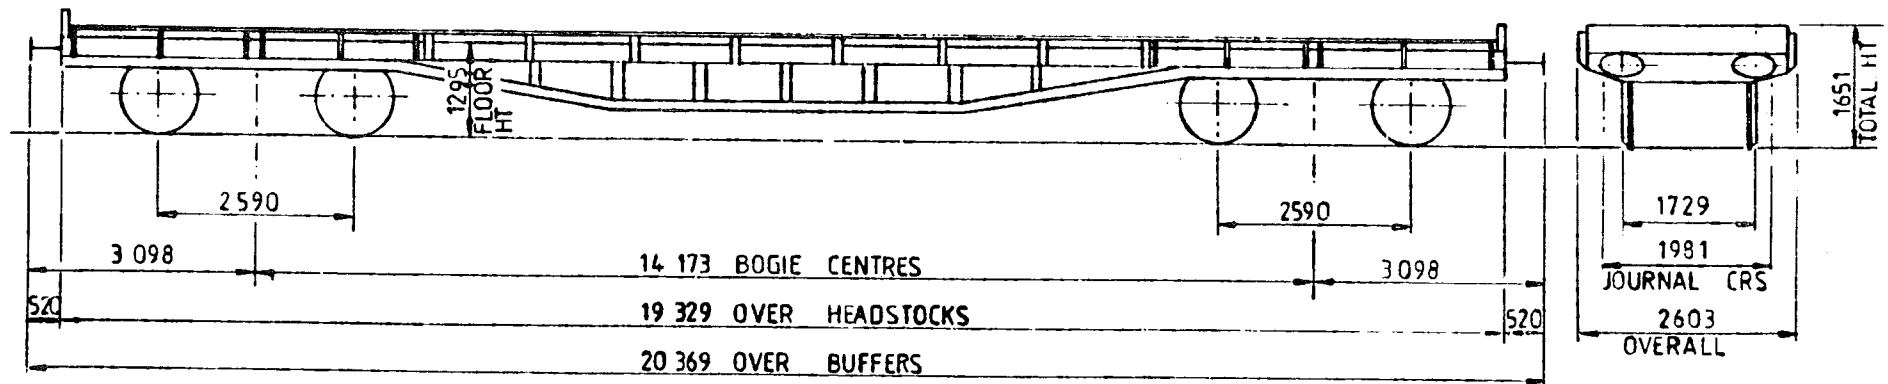 1295
FLOOR
HT
1651
TOTAL HT
2590
2590
1729
3 098
14 173 BOGIE CENTRES
3 098
1981
JOURNAL CRS
520
19 329 OVER HEADSTOCKS
520
2603
OVERALL
20 369 OVER BUFFERS